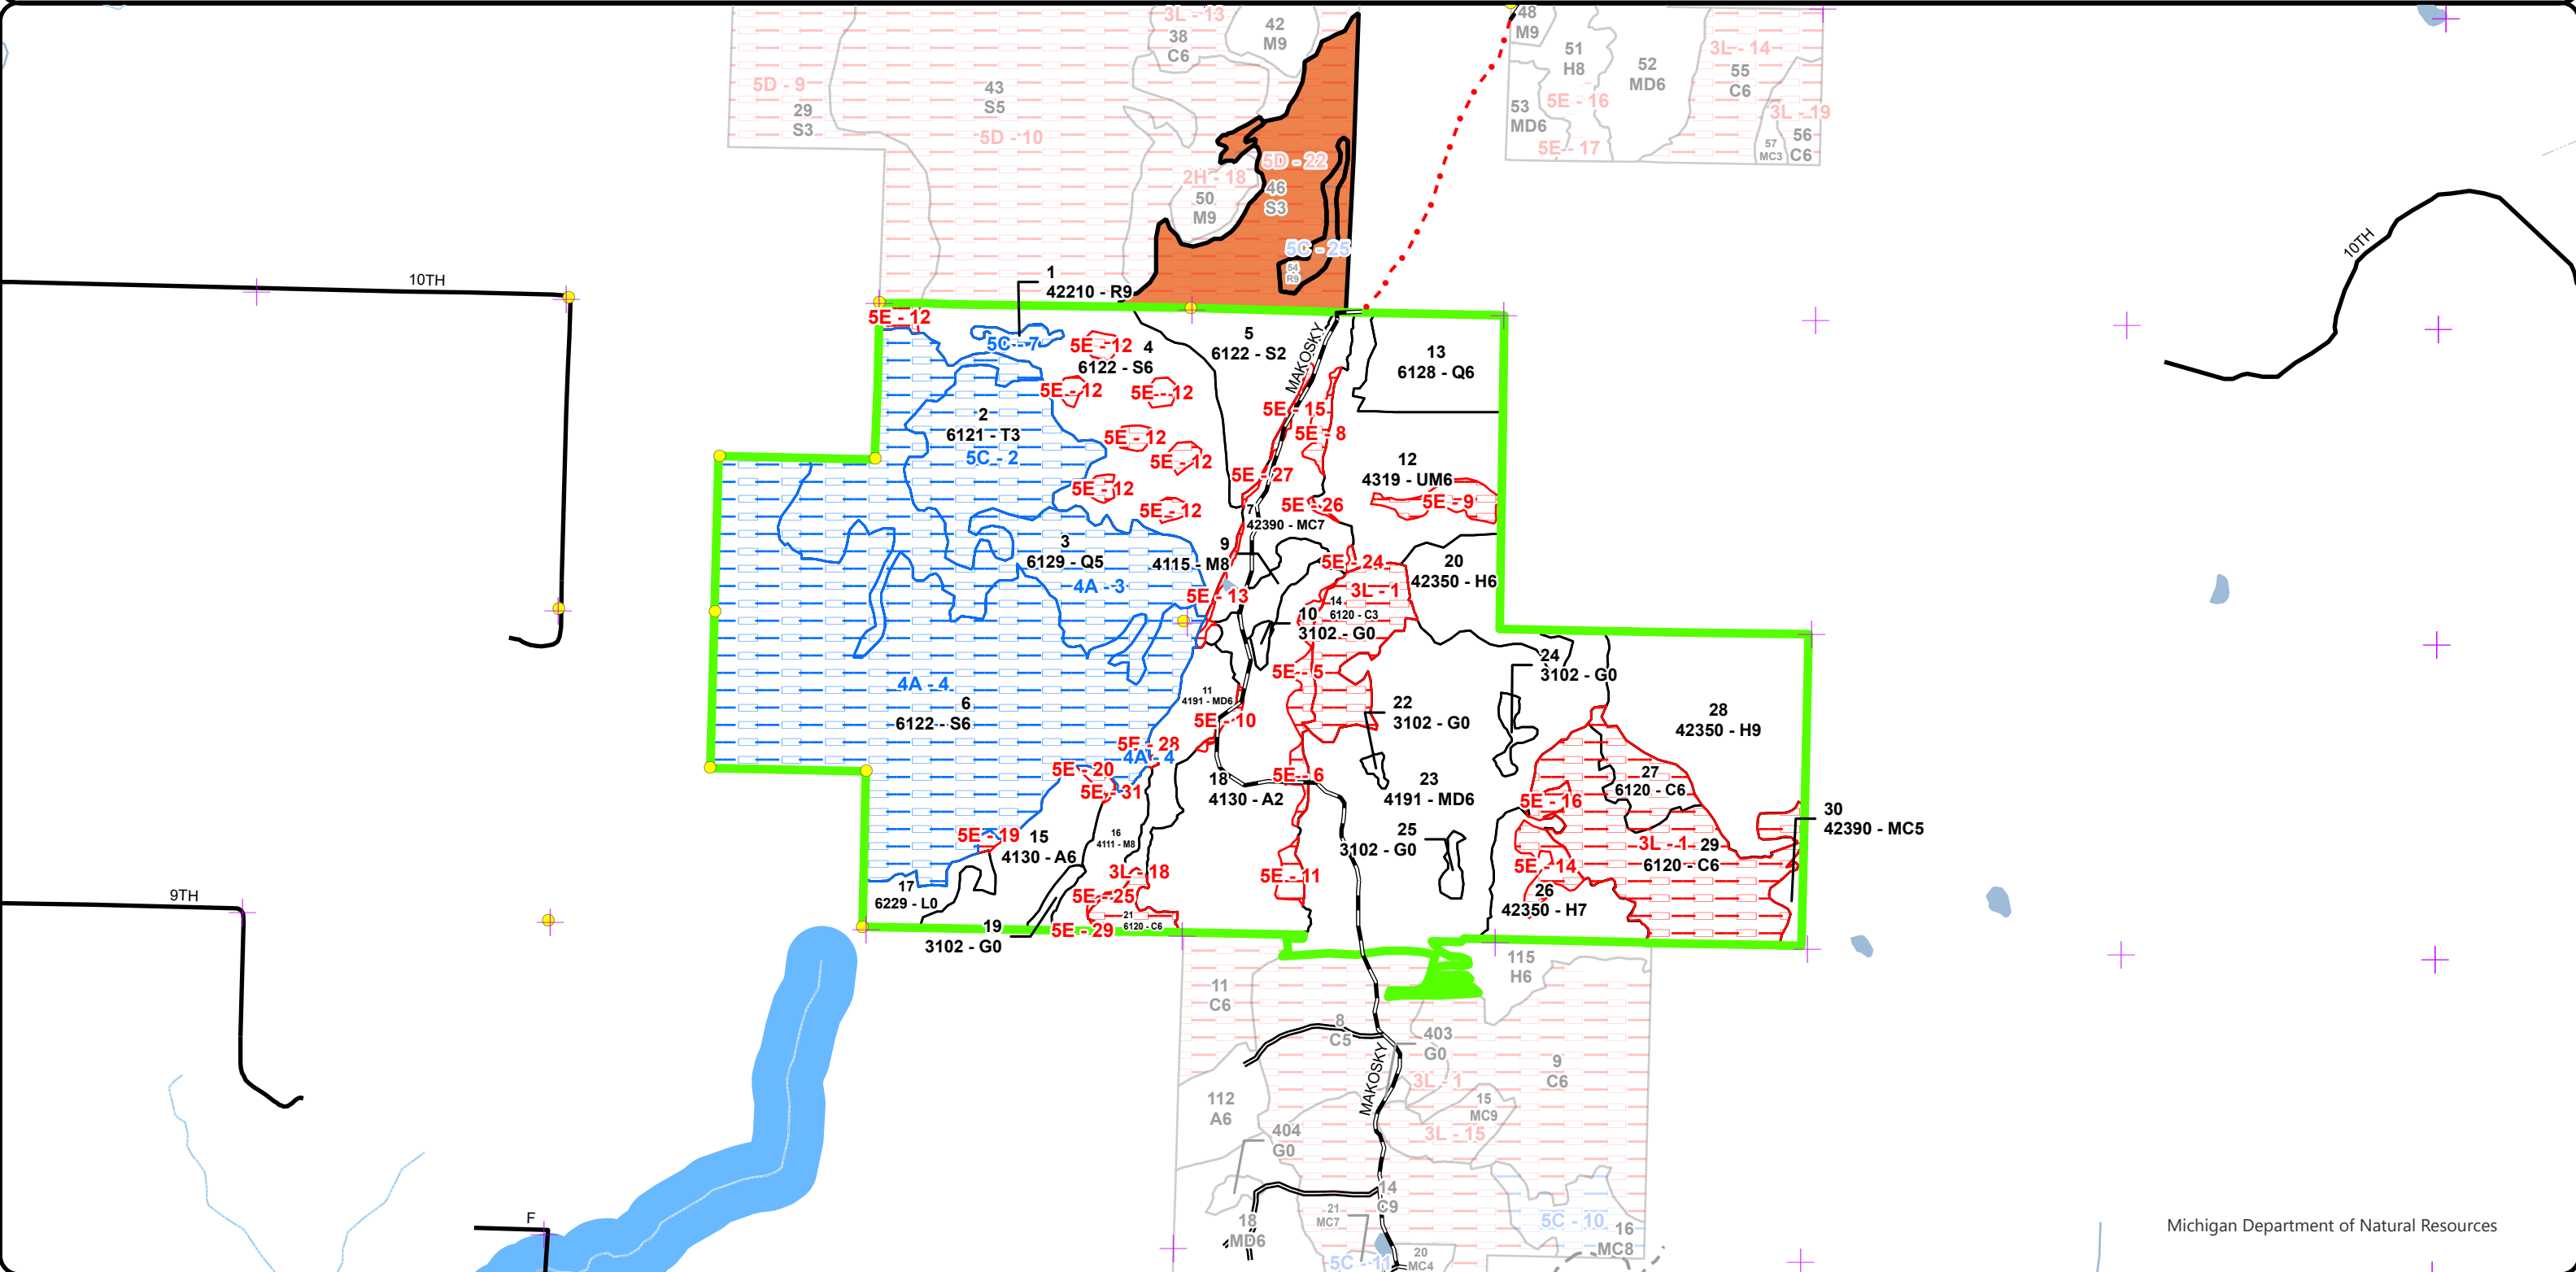 3L - 13
38
C6
42
M9
48
M9
51
H8
52
MD6
3L - 14
55
C6
5D - 9
29
S3
43
S5
5D - 10
53
MD6
5E - 16
5E - 17
3L - 19
57
MC3
56
C6
5D - 22
46
S3
2H - 18
50
M9
5C - 25
54
R9
10TH
10TH
1
42210 - R9
5E - 12
5C - 7
5E - 12
4
6122 - S6
5E - 12
5E - 12
5
6122 - S2
MAKOSKY
13
6128 - Q6
2
6121 - T3
5C - 2
5E - 12
5E - 12
5E - 12
5E - 12
5E - 15
5E - 8
5E - 27
5E - 26
12
4319 - UM6
5E - 9
7
42390 - MC7
3
6129 - Q5
4A - 3
9
4115 - M8
5E - 13
5E - 24
3L - 1
14
6120 - C3
20
42350 - H6
10
3102 - G0
5E - 5
24
3102 - G0
4A - 4
6
6122 - S6
11
4191 - MD6
5E - 10
22
3102 - G0
28
42350 - H9
5E - 28
4A - 4
5E - 20
5E - 31
18
4130 - A2
5E - 6
23
4191 - MD6
27
6120 - C6
5E - 16
30
42390 - MC5
5E - 19
15
4130 - A6
16
4111 - M8
25
3102 - G0
3L - 1
29
6120 - C6
5E - 14
26
42350 - H7
3L - 18
5E - 11
17
6229 - L0
5E - 25
21
6120 - C6
5E - 29
19
3102 - G0
9TH
11
C6
115
H6
8
C5
403
G0
MAKOSKY
3L - 1
9
C6
112
A6
15
MC9
404
G0
3L - 15
14
C9
18
MD6
21
MC7
5C - 10
16
MC8
5C - 11
20
MC4
F
Michigan Department of Natural Resources